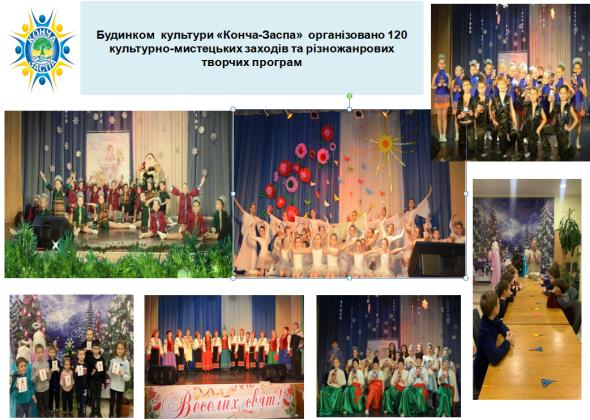 КОНЧА
ЗАСПА
Будинком культури «Конча-Заспа» організовано 120
культурно-мистецьких заходів та різножанрових
творчих програм
Веселих свят!